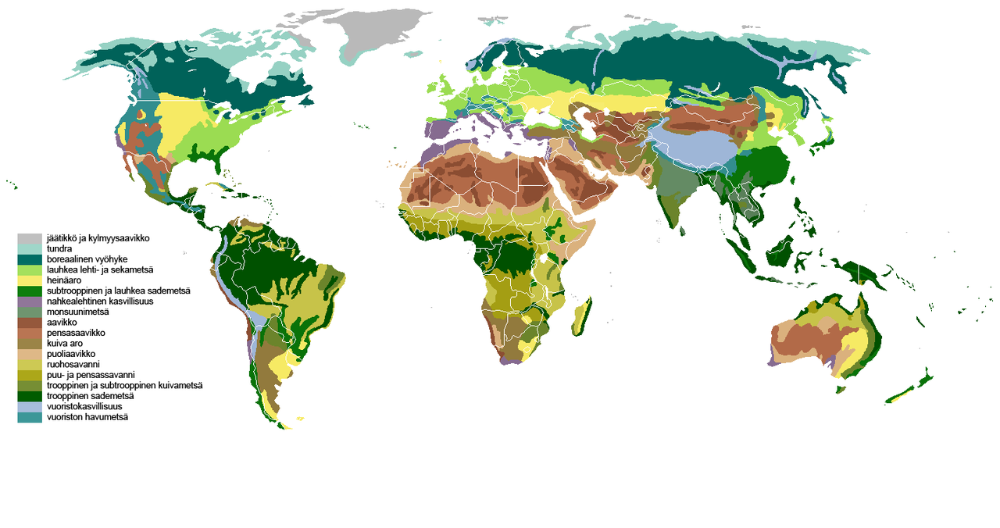 jäätikkö ja kylmyysaavikko
tundra
boreaalinen vyöhyke
lauhkea lehti- ja sekametsä
heinäaro
subtrooppinen ja lauhkea sademetsä
nahkealehtinen kasvillisuus
monsuunimetsä
aavikko
pensasaavikko
kuiva aro
puoliaavikko
ruohosavanni
puu- ja pensassavanni
trooppinen ja subtrooppinen kuivametsä
trooppinen sademetsä
vuoristokasvillisuus
vuoriston havumetsä